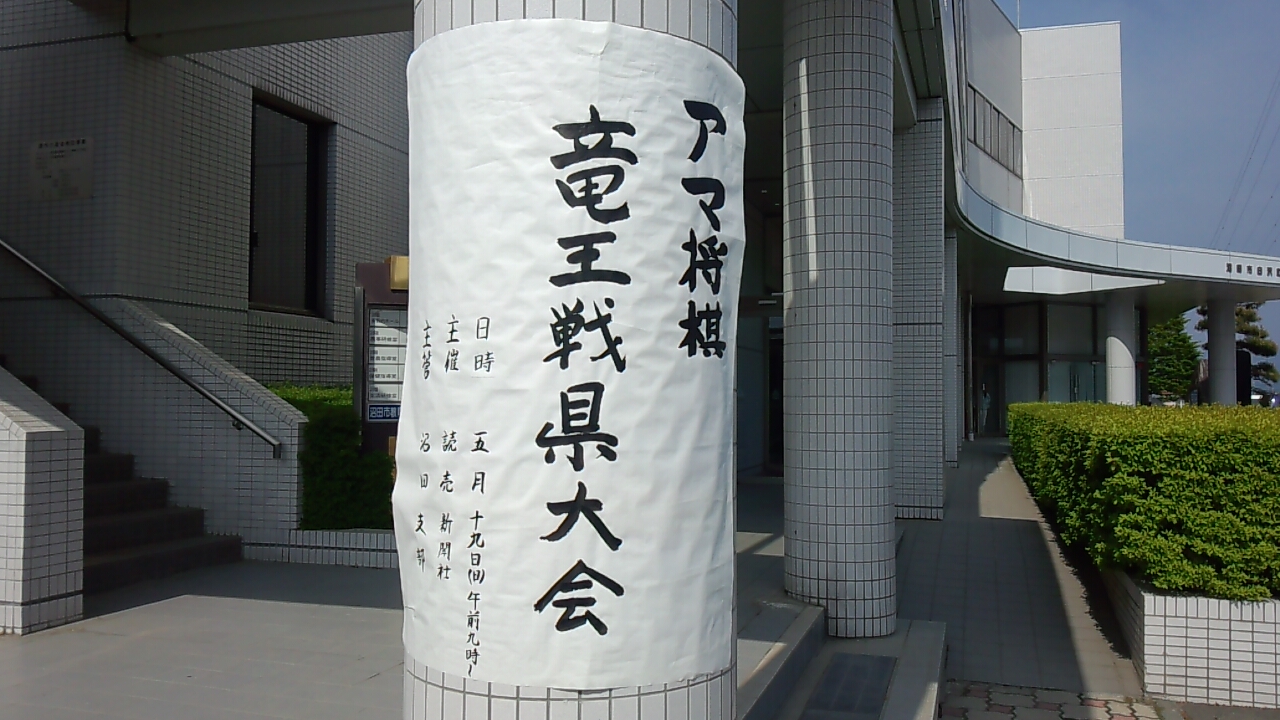 アマ将棋
竜王戦県大会
日時 五月十九日(日)午前九時~
主催 読売新聞社
主管 沼田支部